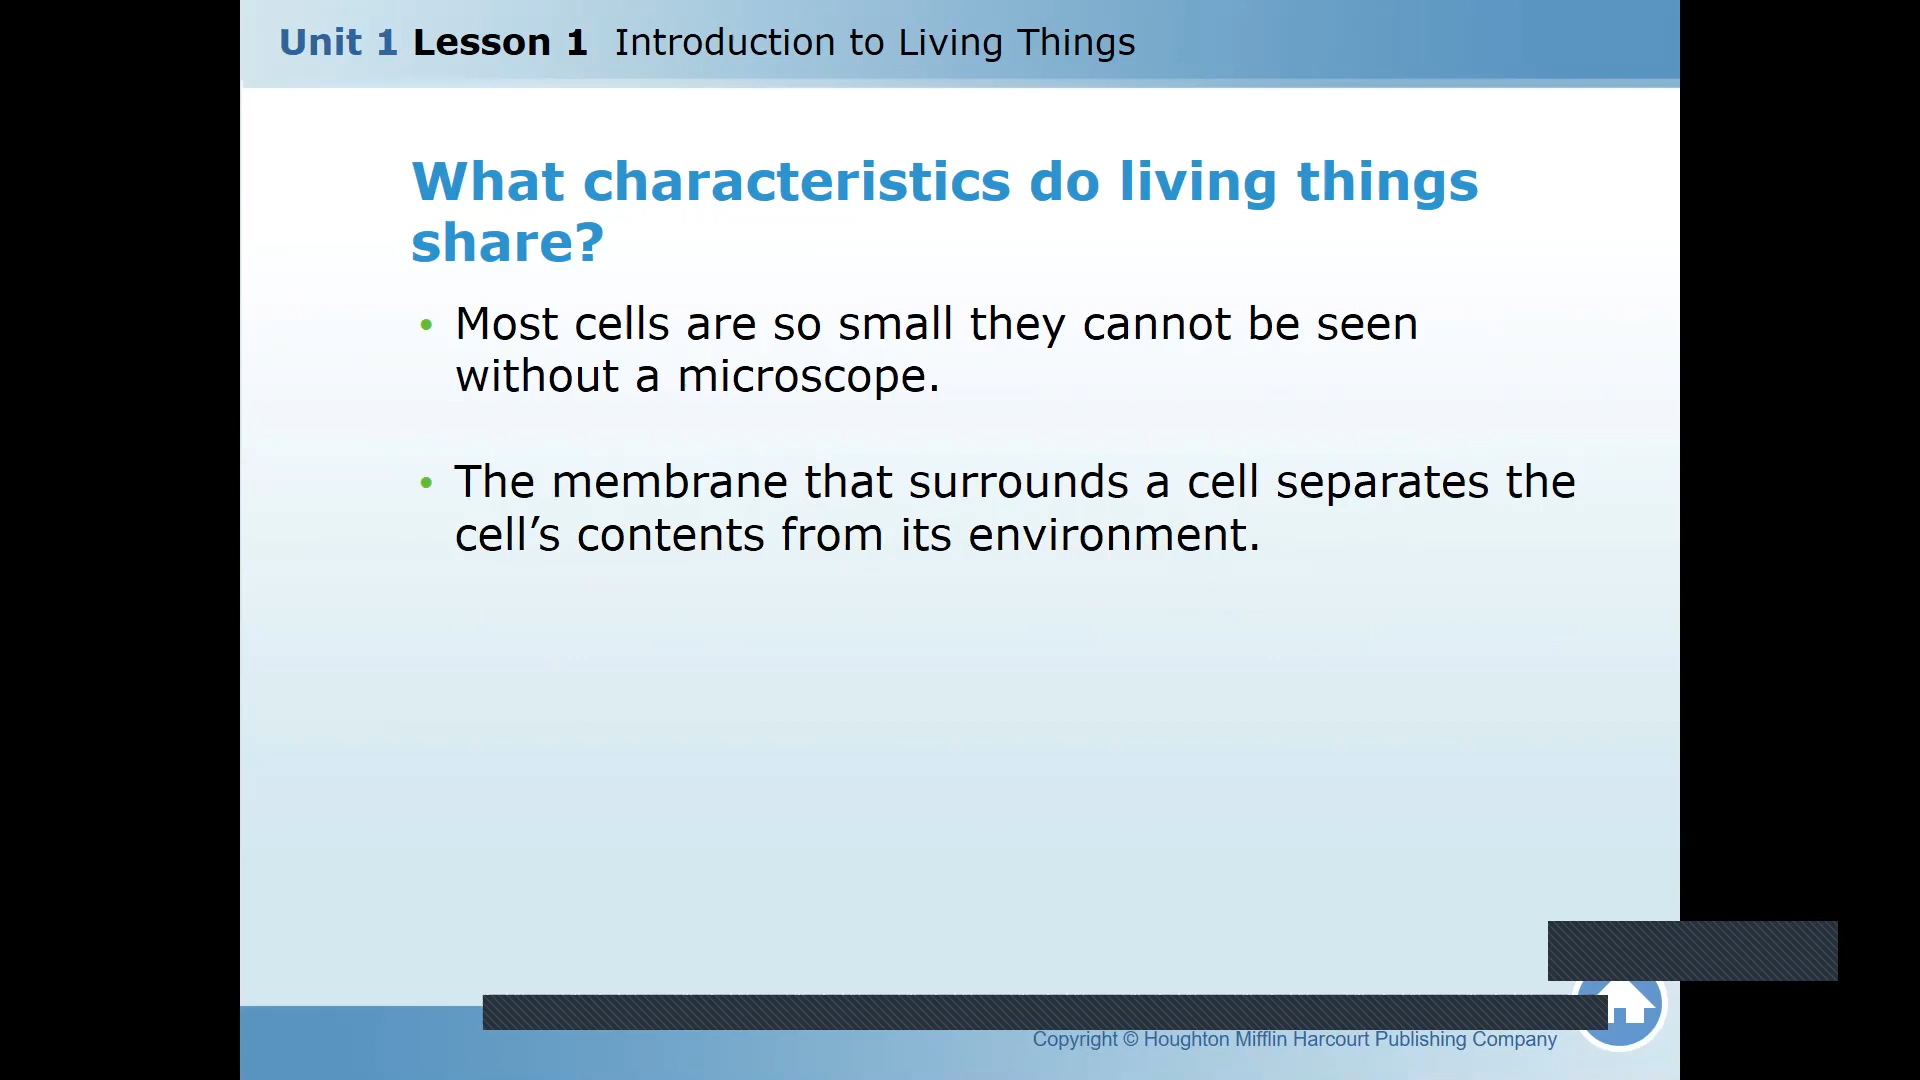 Unit 1 Lesson 1 Introduction to Living Things
What characteristics do living things
share?
• Most cells are so small they cannot be seen
without a microscope.
• The membrane that surrounds a cell separates the
cell’s contents from its environment.
Copyright © Houghton Mifflin Harcourt Publishing Company